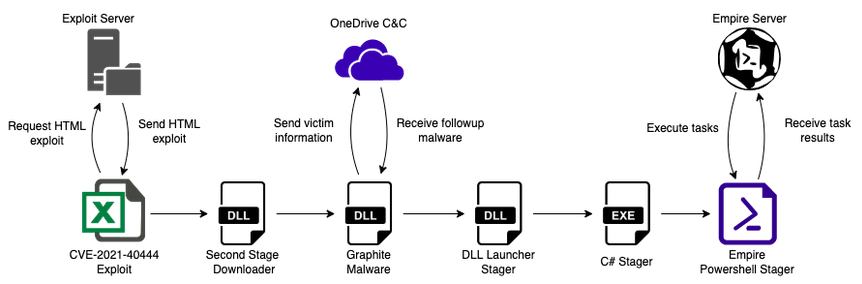 Exploit Server
OneDrive C&C
Empire Server
Request HTML
exploit
Send HTML
exploit
Send victim
information
Receive followup
malware
Execute tasks
Receive task
results
X
DLL
DLL
DLL
EXE
CVE-2021-40444
Exploit
Second Stage
Downloader
Graphite
Malware
DLL Launcher
Stager
C# Stager
Empire
Powershell Stager